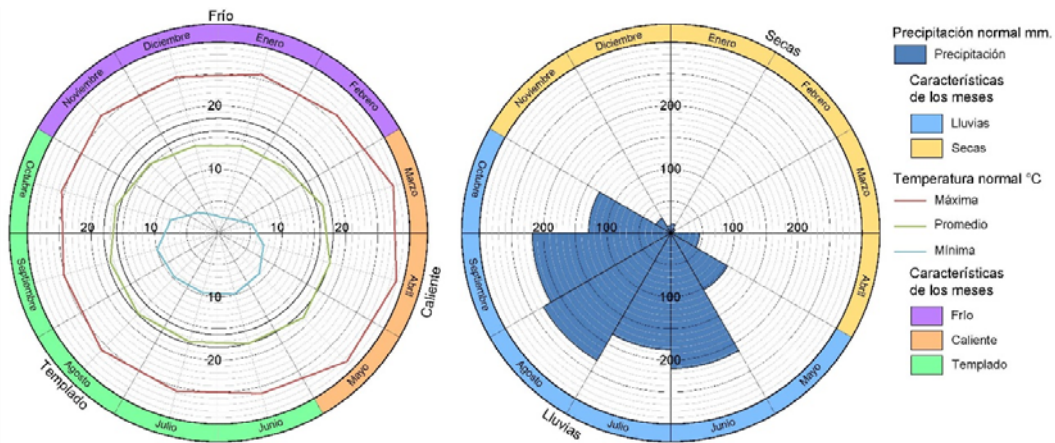 Frío
Diciembre
Enero
Noviembre
Febrero
Octubre
Marzo
Septiembre
Abril
Agosto
Mayo
Julio
Junio
Templado
Caliente
20
10
20
10
10
20
10
20
Secas
Diciembre
Enero
Noviembre
Febrero
Octubre
Marzo
Septiembre
Abril
Agosto
Mayo
Julio
Junio
Lluvias
200
100
200
100
0
100
200
100
200
Precipitación normal mm.
Precipitación
Características
de los meses
Lluvias
Secas
Temperatura normal °C
Máxima
Promedio
Mínima
Características
de los meses
Frío
Caliente
Templado